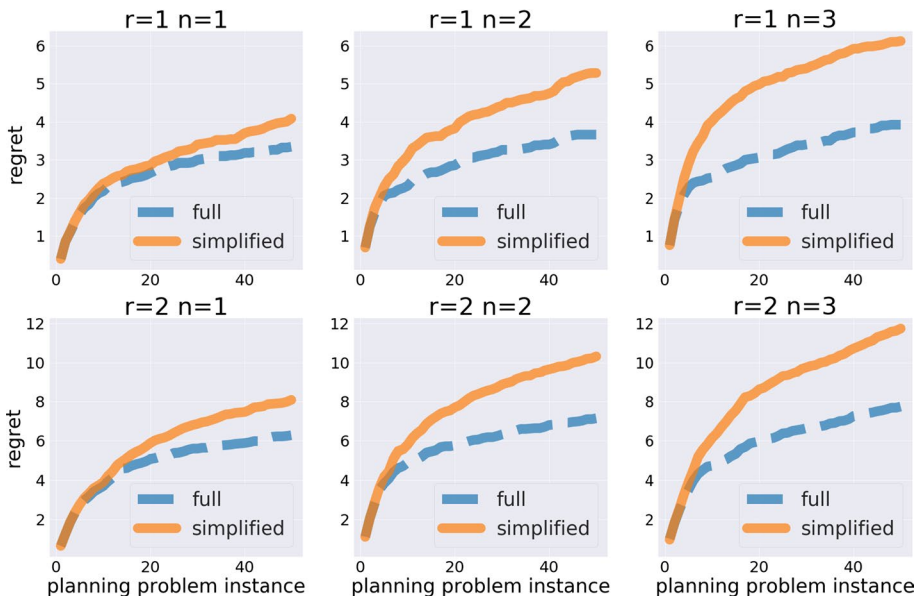 r=1 n=1
r=1 n=2
r=1 n=3
regret
6
5
4
3
2
1
0
20
40
full
simplified
6
5
4
3
2
1
0
20
40
full
simplified
6
5
4
3
2
1
0
20
40
full
simplified
r=2 n=1
r=2 n=2
r=2 n=3
regret
12
10
8
6
4
2
0
20
40
full
simplified
planning problem instance
12
10
8
6
4
2
0
20
40
full
simplified
planning problem instance
12
10
8
6
4
2
0
20
40
full
simplified
planning problem instance